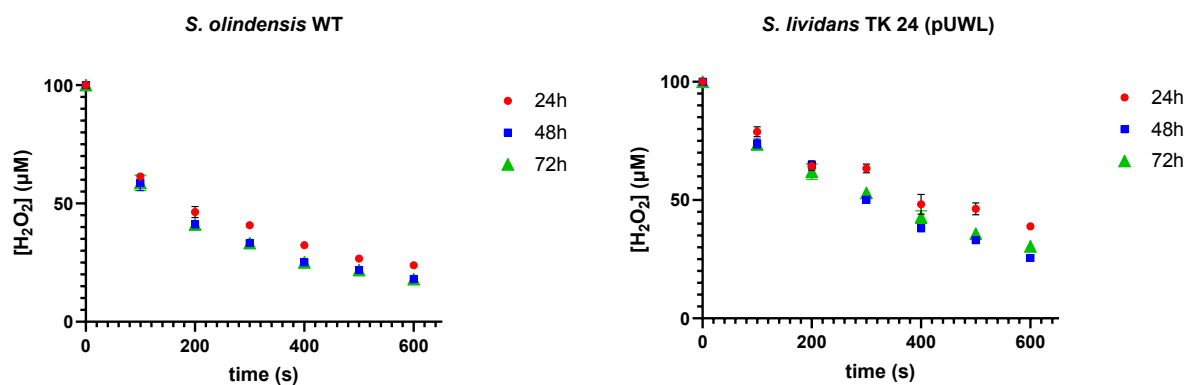 S. olindensis WT
100
50
0
[H₂O₂] (µM)
0 200 400 600
time (s)
24h
48h
72h
S. lividans TK 24 (pUWL)
100
50
0
[H₂O₂] (µM)
0 200 400 600
time (s)
24h
48h
72h